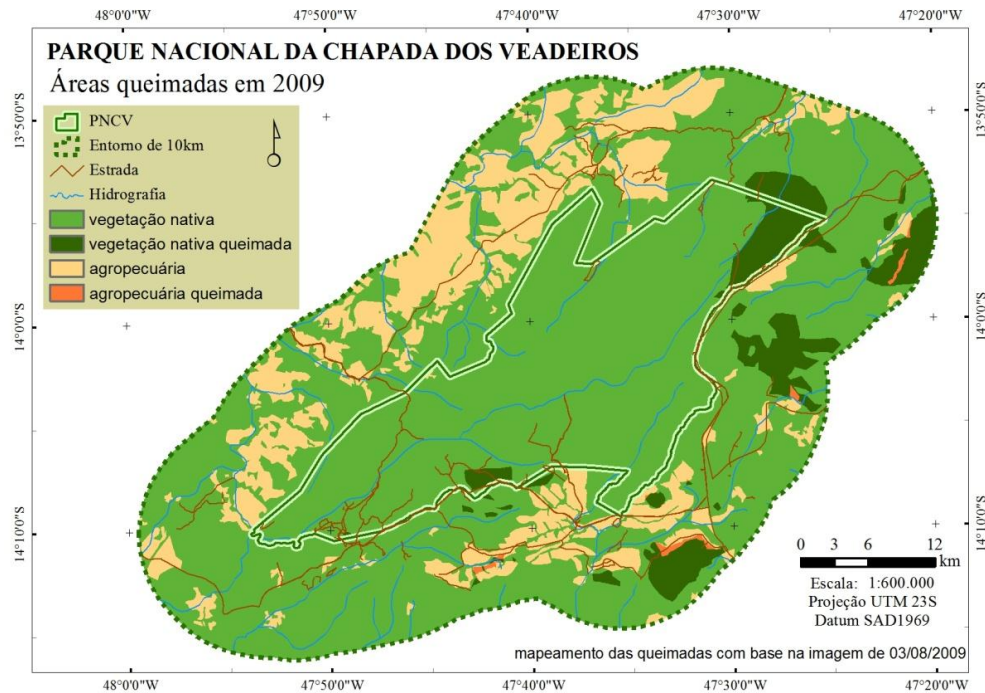 48°00'0"W 47°50'0"W 47°40'0"W 47°30'0"W 47°20'0"W
PARQUE NACIONAL DA CHAPADA DOS VEADEIROS
Áreas queimadas em 2009
PNCV
Entorno de 10km
Estrada
Hidrografia
vegetação nativa
vegetação nativa queimada
agropecuária
agropecuária queimada
13°50'0"S 13°50'0"S
14°0'0"S 14°0'0"S
14°10'0"S 14°10'0"S
0 3 6 12
km
Escala: 1:600.000
Projeção UTM 23S
Datum SAD1969
mapeamento das queimadas com base na imagem de 03/08/2009
48°00'0"W 47°50'0"W 47°40'0"W 47°30'0"W 47°20'0"W